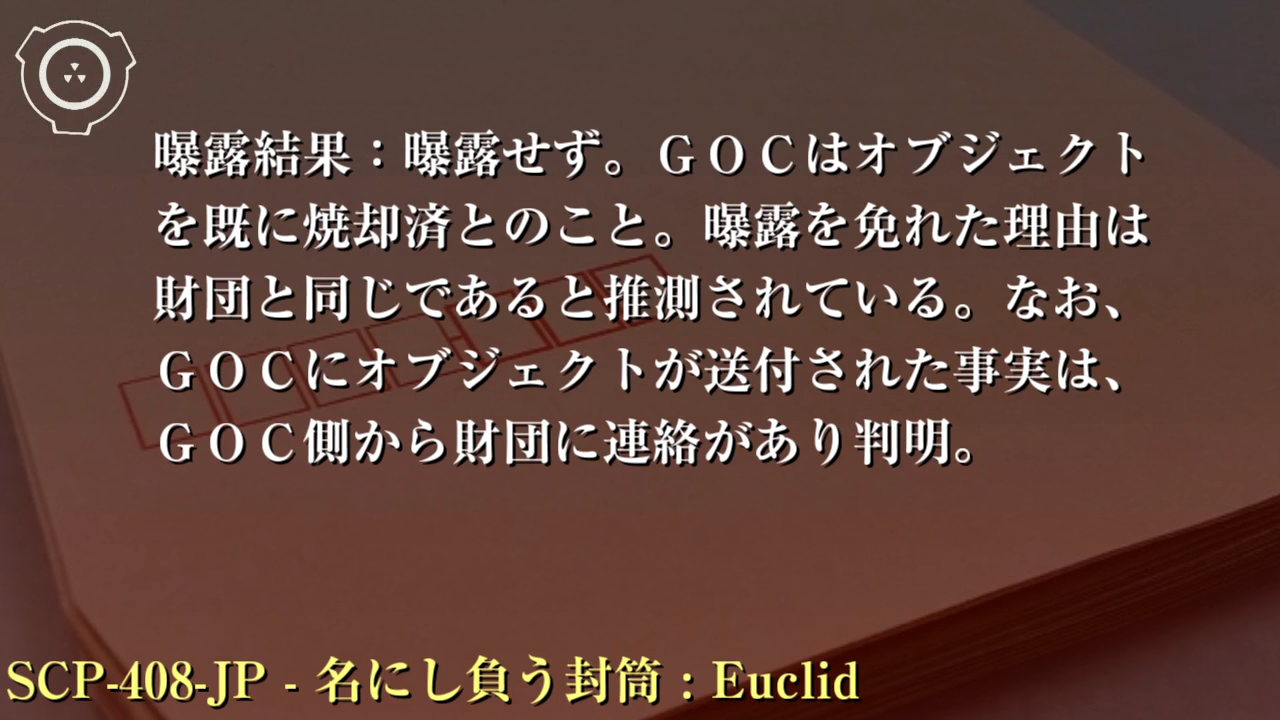 曝露結果：曝露せず。ＧＯＣはオブジェクト
を既に焼却済とのこと。曝露を免れた理由は
財団と同じであると推測されている。なお、
ＧＯＣにオブジェクトが送付された事実は、
ＧＯＣ側から財団に連絡があり判明。
SCP-408-JP - 名にし負う封筒：Euclid